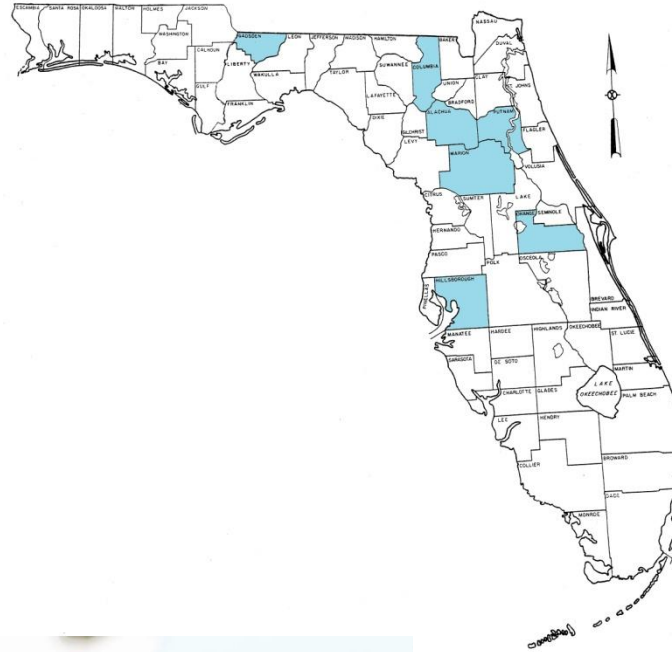 ESCAMBIA
SANTA ROSA
OKALOOSA
WALTON
HOLMES
JACKSON
WASHINGTON
BAY
CALHOUN
GULF
LIBERTY
GADSDEN
FRANKLIN
LEON
WAKULLA
JEFFERSON
MADISON
TAYLOR
HAMILTON
SUWANNEE
LAFAYETTE
DIXIE
COLUMBIA
BAKER
NASSAU
DUVAL
UNION
BRADFORD
CLAY
ST. JOHNS
GILCHRIST
ALACHUA
PUTNAM
FLAGLER
LEVY
MARION
VOLUSIA
CITRUS
SUMTER
LAKE
HERNANDO
ORANGE
SEMINOLE
PASCO
POLK
OSCEOLA
PINELLAS
HILLSBOROUGH
BREVARD
INDIAN RIVER
MANATEE
HARDEE
HIGHLANDS
OKEECHOBEE
ST. LUCIE
SARASOTA
DE SOTO
MARTIN
CHARLOTTE
GLADES
LAKE
OKEECHOBEE
PALM BEACH
LEE
HENDRY
COLLIER
BROWARD
DADE
MONROE